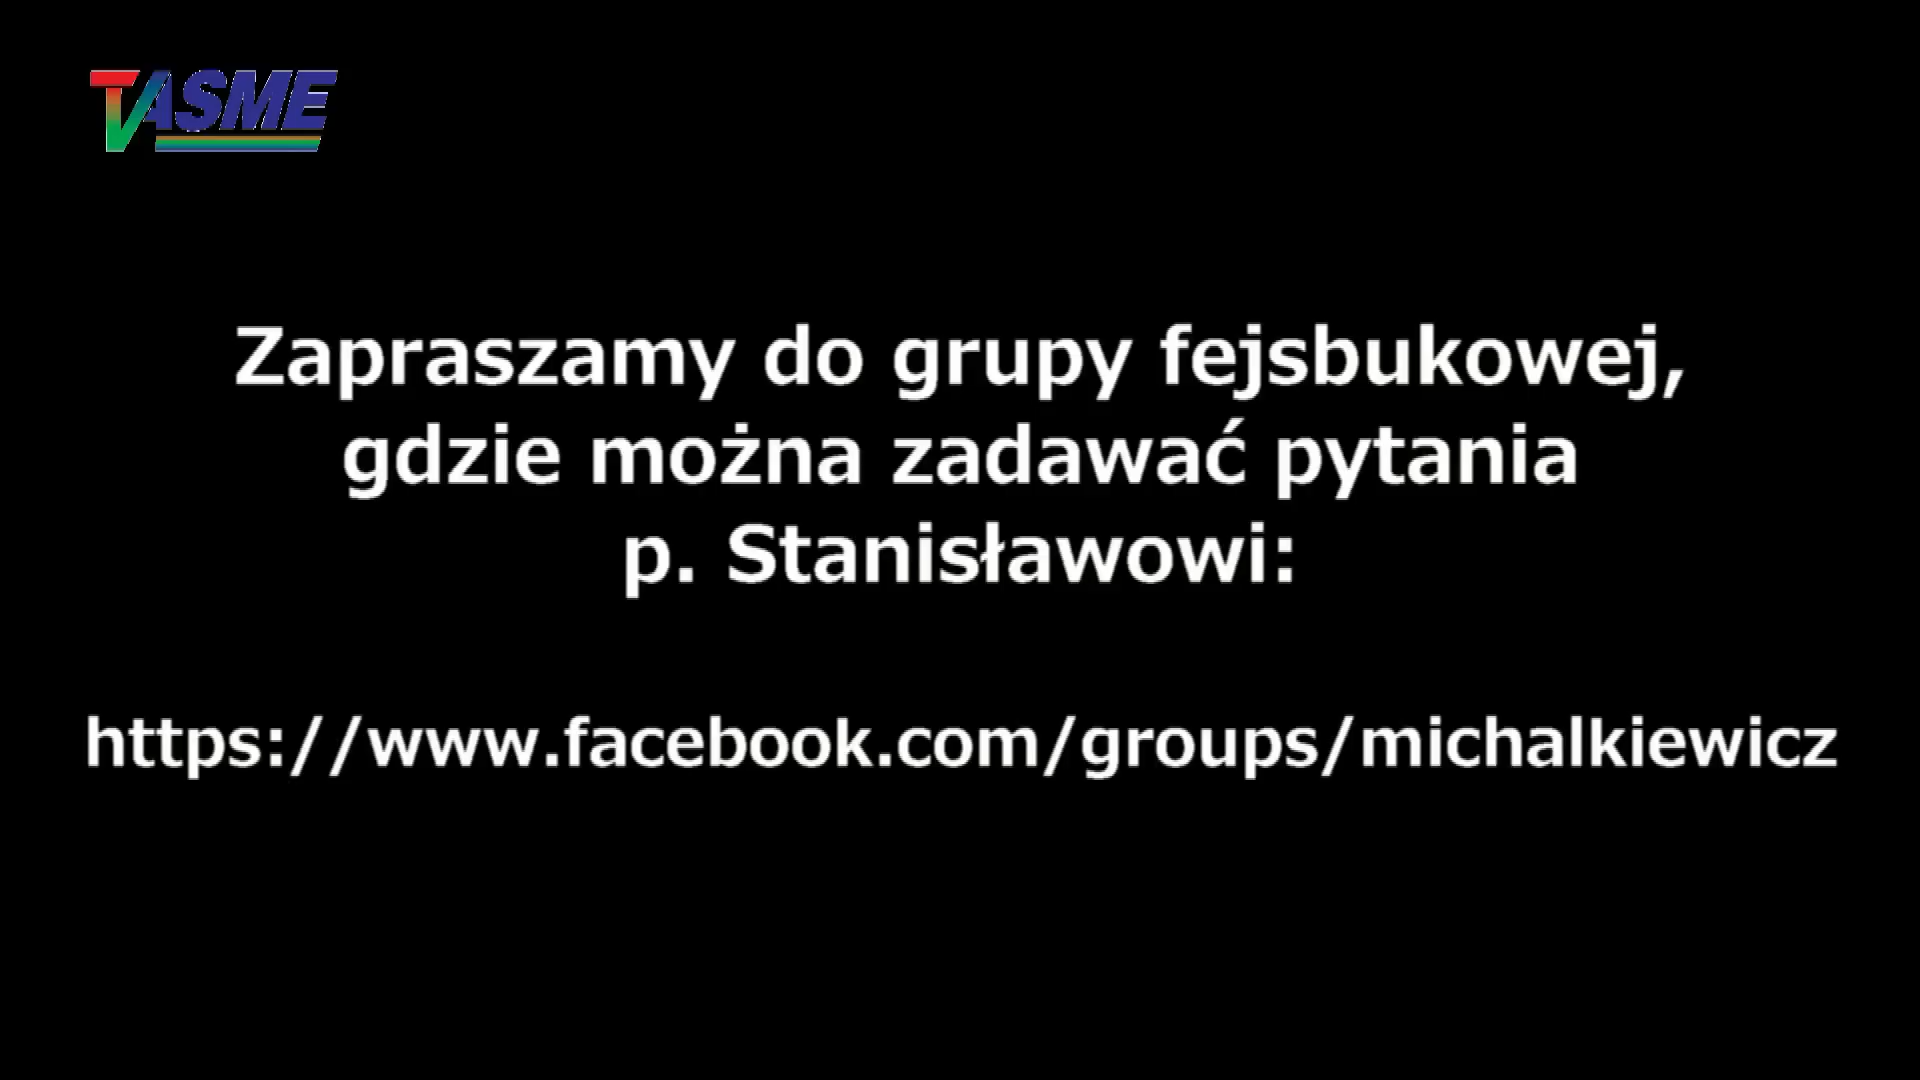 TVASME
Zapraszamy do grupy fejsbukowej,
gdzie można zadawać pytania
p. Stanisławowi:
https://www.facebook.com/groups/michalkiewicz